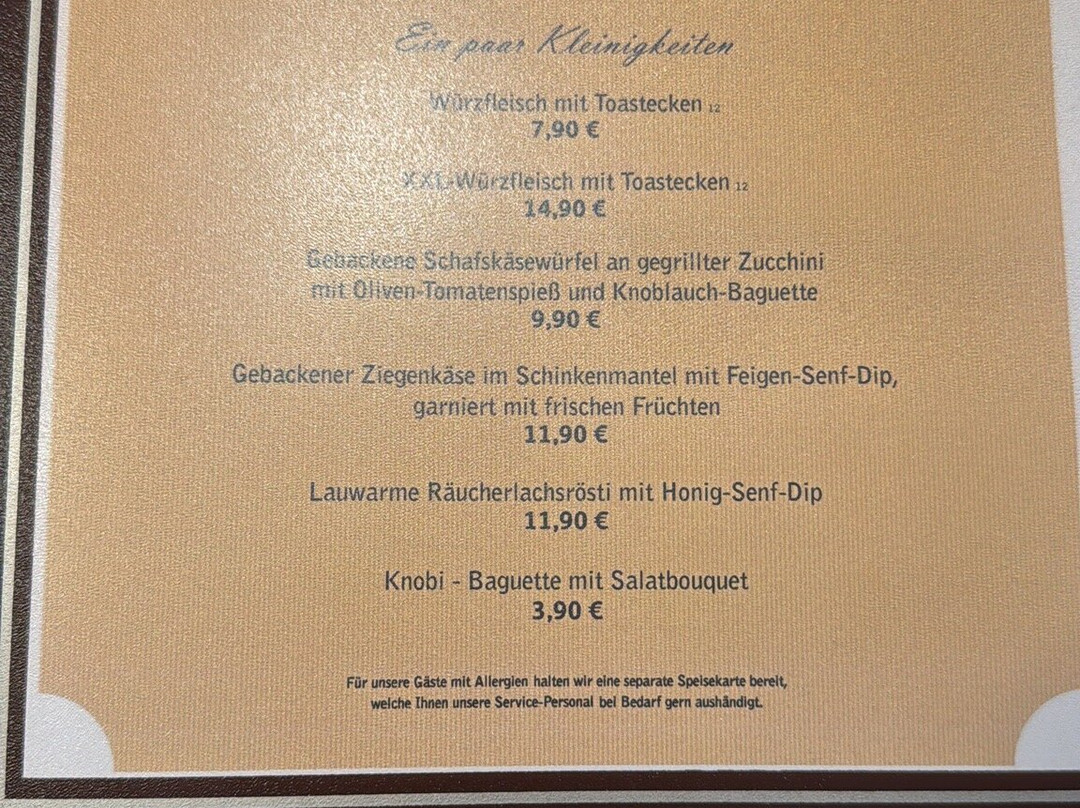 Ein paar Kleinigkeiten
Würzfleisch mit Toastecken 12
7,90 €
XXL-Würzfleisch mit Toastecken 12
14,90 €
Gebackene Schafskäsewürfel an gegrillter Zucchini
mit Oliven-Tomatenspieß und Knoblauch-Baguette
9,90 €
Gebackener Ziegenkäse im Schinkenmantel mit Feigen-Senf-Dip,
garniert mit frischen Früchten
11,90 €
Lauwarme Räucherlachsrösti mit Honig-Senf-Dip
11,90 €
Knobi - Baguette mit Salatbouquet
3,90 €
Für unsere Gäste mit Allergien halten wir eine separate Speisekarte bereit,
welche Ihnen unsere Service-Personal bei Bedarf gern aushändigt.